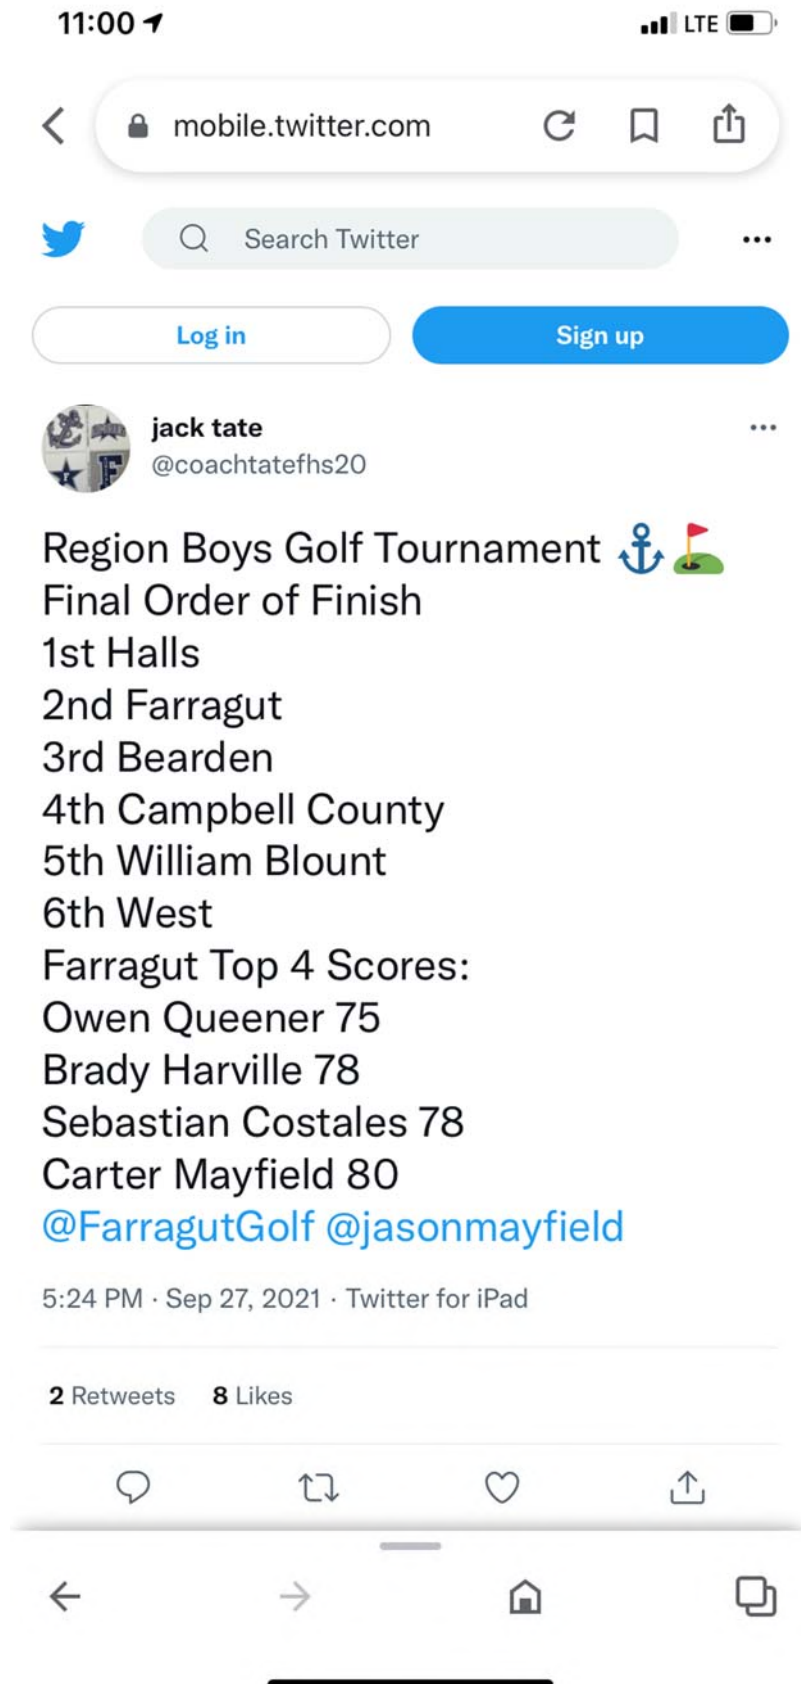 11:00
LTE
mobile.twitter.com
Search Twitter
Log in
Sign up
jack tate
@coachtatefhs20
Region Boys Golf Tournament ⚓⛳
Final Order of Finish
1st Halls
2nd Farragut
3rd Bearden
4th Campbell County
5th William Blount
6th West
Farragut Top 4 Scores:
Owen Queener 75
Brady Harville 78
Sebastian Costales 78
Carter Mayfield 80
@FarragutGolf @jasonmayfield
5:24 PM · Sep 27, 2021 · Twitter for iPad
2 Retweets 8 Likes